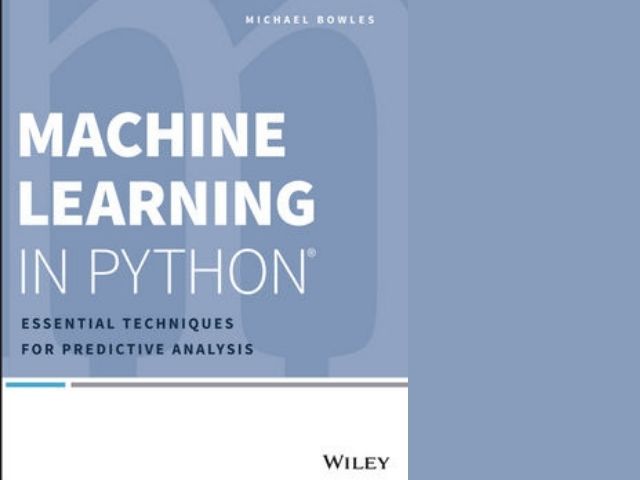 MICHAEL BOWLES
MACHINE
LEARNING
IN PYTHON®
ESSENTIAL TECHNIQUES
FOR PREDICTIVE ANALYSIS
WILEY